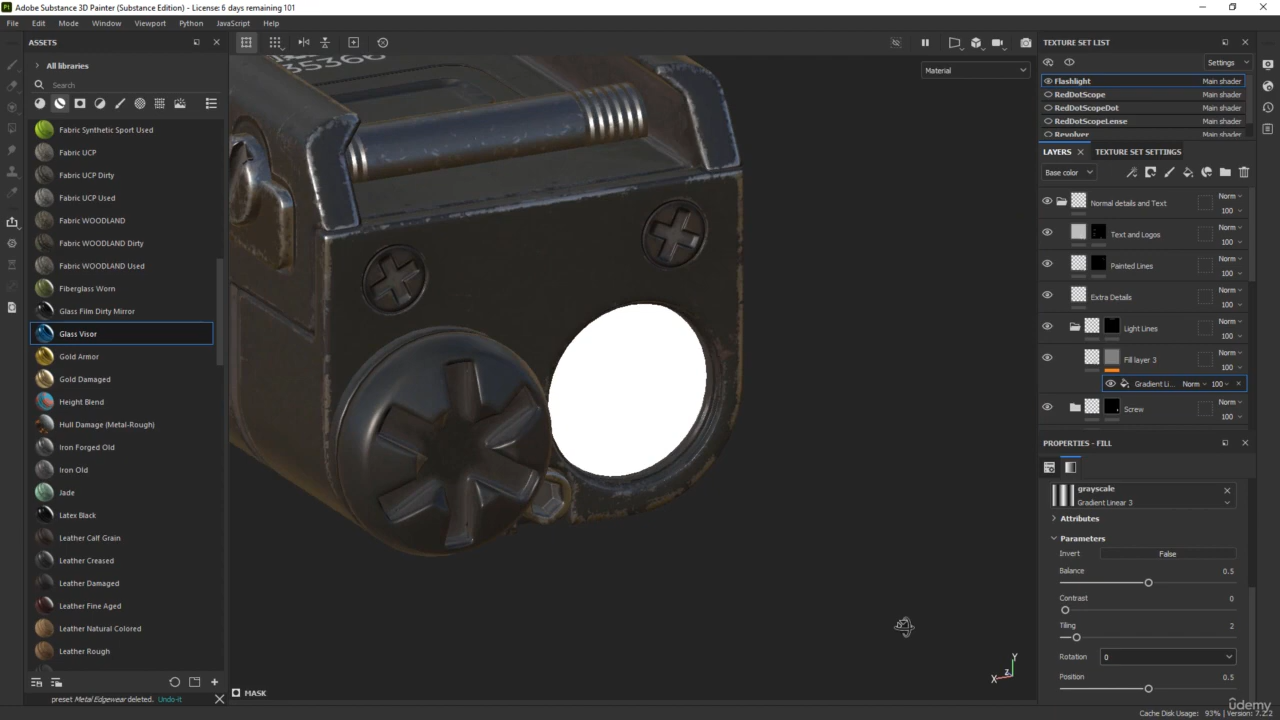 Adobe Substance 3D Painter (Substance Edition) - License: 6 days remaining 101
File Edit Mode Window Viewport Python JavaScript Help
ASSETS
All libraries
Search
Fabric Synthetic Sport Used
Fabric UCP
Fabric UCP Dirty
Fabric UCP Used
Fabric WOODLAND
Fabric WOODLAND Dirty
Fabric WOODLAND Used
Fiberglass Worn
Glass Film Dirty Mirror
Glass Visor
Gold Armor
Gold Damaged
Height Blend
Hull Damage (Metal-Rough)
Iron Forged Old
Iron Old
Jade
Latex Black
Leather Calf Grain
Leather Creased
Leather Damaged
Leather Fine Aged
Leather Natural Colored
Leather Rough
preset Metal Edgewear deleted. Undo-it
Material
MASK
Y
X
Z
TEXTURE SET LIST
Settings
Flashlight Main shader
RedDotScope Main shader
RedDotScopeDot Main shader
RedDotScopeLense Main shader
Revolver Main shader
LAYERS TEXTURE SET SETTINGS
Base color
Normal details and Text Norm 100
Text and Logos Norm 100
Painted Lines Norm 100
Extra Details Norm 100
Light Lines Norm 100
Fill layer 3 Norm 100
Gradient Li... Norm 100
Screw Norm 100
PROPERTIES - FILL
grayscale
Gradient Linear 3
Attributes
Parameters
Invert False
Balance 0.5
Contrast 0
Tiling 2
Rotation 0
Position 0.5
udemy
Cache Disk Usage: 93% | Version: 7.2.2